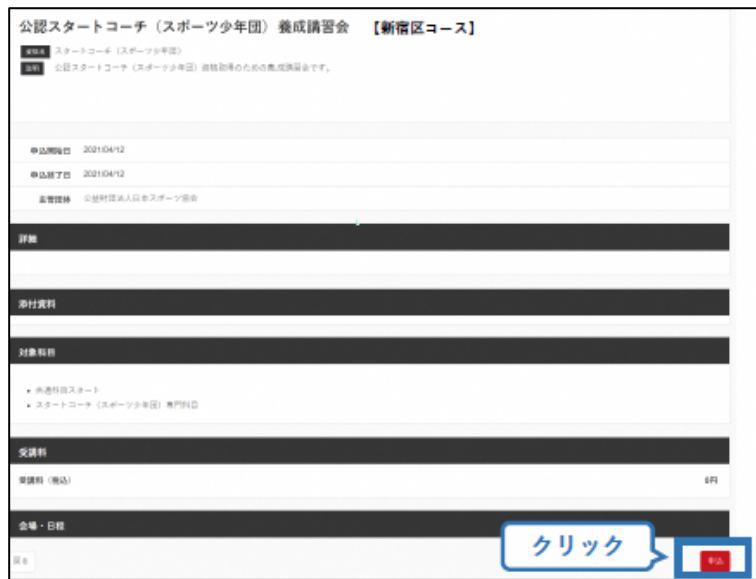 公認スタートコーチ（スポーツ少年団）養成講習会　【新宿区コース】
資格名 スタートコーチ（スポーツ少年団）
説明 公認スタートコーチ（スポーツ少年団）資格取得のための養成講習会です。
申込開始日 2021/04/12
申込終了日 2021/04/12
主管団体 公益財団法人日本スポーツ協会
詳細
添付資料
対象科目
・共通科目スタート
・スタートコーチ（スポーツ少年団）専門科目
受講料
受講料（税込） 0円
会場・日程
クリック
戻る 申込